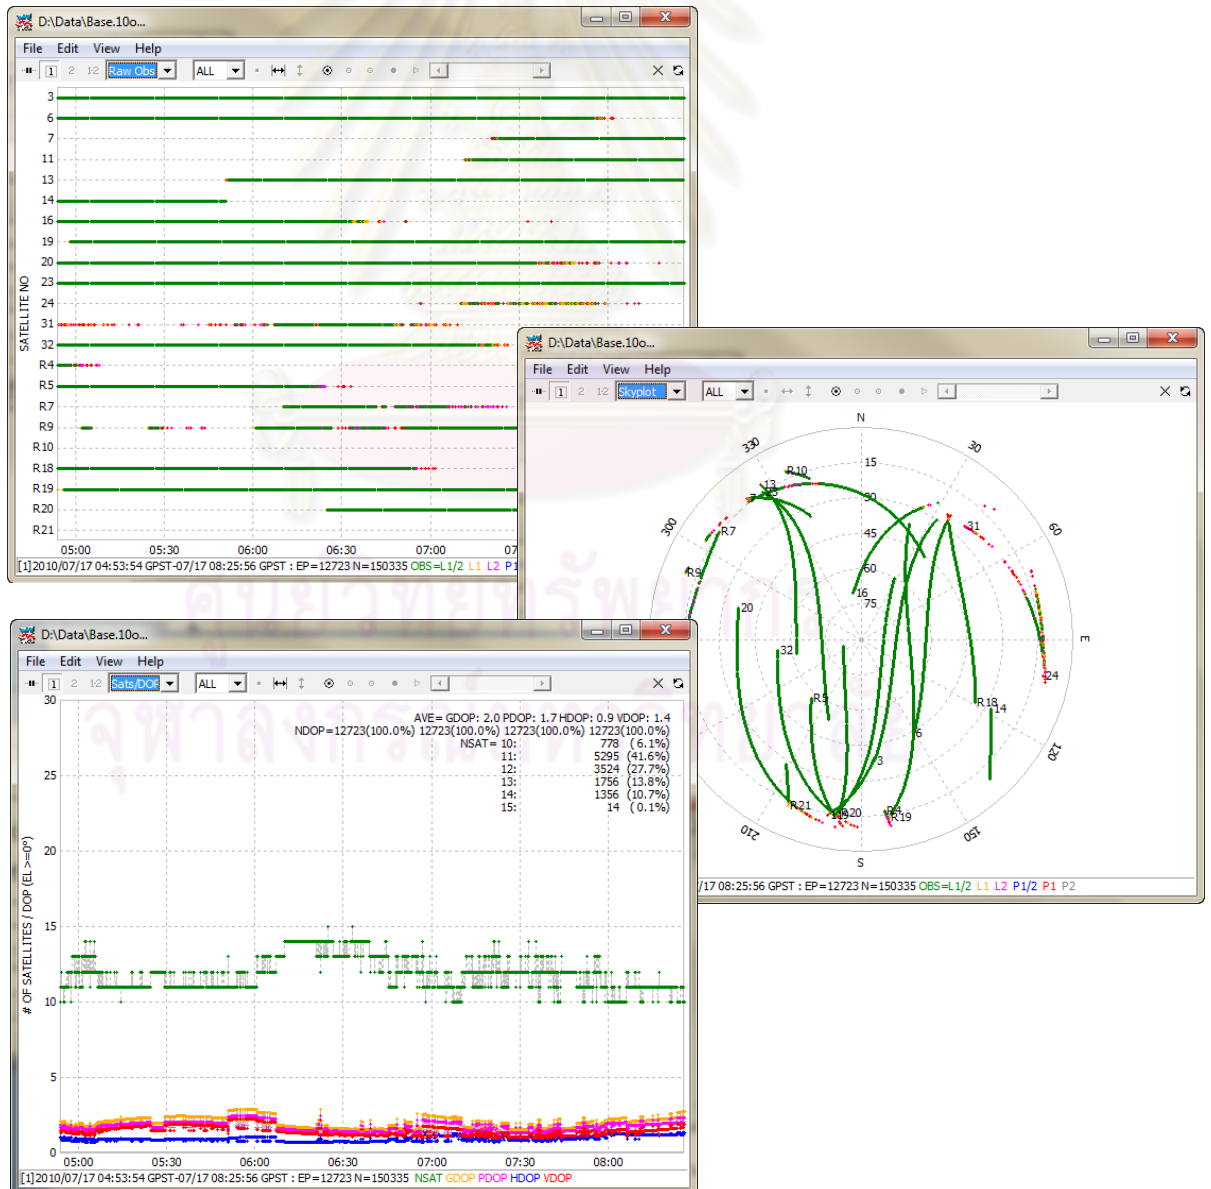 D:\Data\Base.10o...
File Edit View Help
1 2 1-2 Raw Obs ALL
3
6
7
11
13
14
16
19
20
23
24
31
32
R4
R5
R7
R9
R10
R18
R19
R20
R21
SATELLITE NO
05:00 05:30 06:00 06:30 07:00 07
[1]2010/07/17 04:53:54 GPST-07/17 08:25:56 GPST : EP=12723 N=150335 OBS=L1/2 L1 L2 P1
D:\Data\Base.10o...
File Edit View Help
1 2 1-2 Skyplot ALL
N
330 30
R10
15
13
30
31
300 R7 60
45
R9
60
16
75
20
E
32
24
R5
R18
14
6
120
3
R21
20
R4
R19
210
150
S
/17 08:25:56 GPST : EP=12723 N=150335 OBS=L1/2 L1 L2 P1/2 P1 P2
D:\Data\Base.10o...
File Edit View Help
1 2 1-2 Sats/DOP ALL
30
AVE= GDOP: 2.0 PDOP: 1.7 HDOP: 0.9 VDOP: 1.4
NDOP=12723(100.0%) 12723(100.0%) 12723(100.0%) 12723(100.0%)
NSAT= 10: 778 ( 6.1%)
11: 5295 (41.6%)
12: 3524 (27.7%)
13: 1756 (13.8%)
14: 1356 (10.7%)
15: 14 ( 0.1%)
25
20
15
10
5
0
# OF SATELLITES / DOP (EL >=0°)
05:00 05:30 06:00 06:30 07:00 07:30 08:00
[1]2010/07/17 04:53:54 GPST-07/17 08:25:56 GPST : EP=12723 N=150335 NSAT GDOP PDOP HDOP VDOP